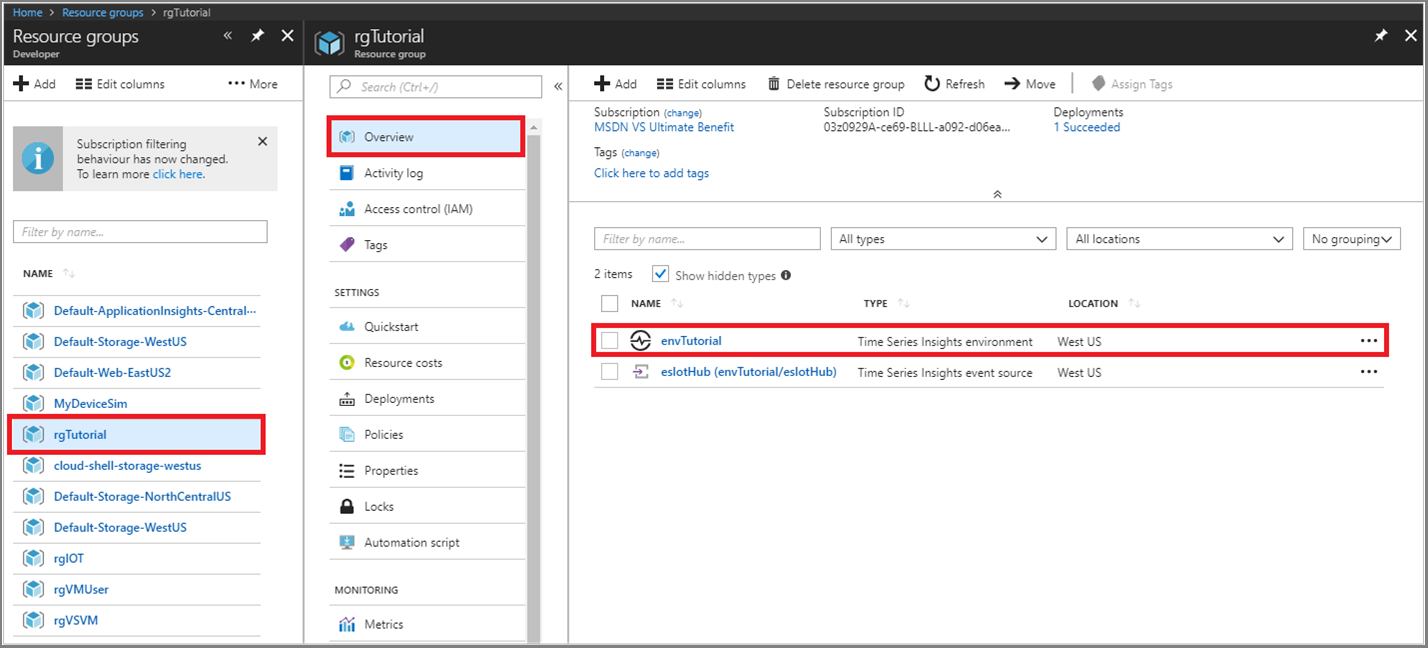 Home > Resource groups > rgTutorial
Resource groups
Developer
Add Edit columns ••• More
Subscription filtering
behaviour has now changed.
To learn more click here.
Filter by name...
NAME
Default-ApplicationInsights-Central···
Default-Storage-WestUS
Default-Web-EastUS2
MyDeviceSim
rgTutorial
cloud-shell-storage-westus
Default-Storage-NorthCentralUS
Default-Storage-WestUS
rgIOT
rgVMUser
rgVSVM
rgTutorial
Resource group
Search (Ctrl+/)
Overview
Activity log
Access control (IAM)
Tags
SETTINGS
Quickstart
Resource costs
Deployments
Policies
Properties
Locks
Automation script
MONITORING
Metrics
Add Edit columns Delete resource group Refresh Move Assign Tags
Subscription (change) Subscription ID Deployments
MSDN VS Ultimate Benefit 03z0929A-ce69-BLLL-a092-d06ea... 1 Succeeded
Tags (change)
Click here to add tags
Filter by name... All types All locations No grouping
2 items Show hidden types
NAME TYPE LOCATION
envTutorial Time Series Insights environment West US
esIotHub (envTutorial/esIotHub) Time Series Insights event source West US